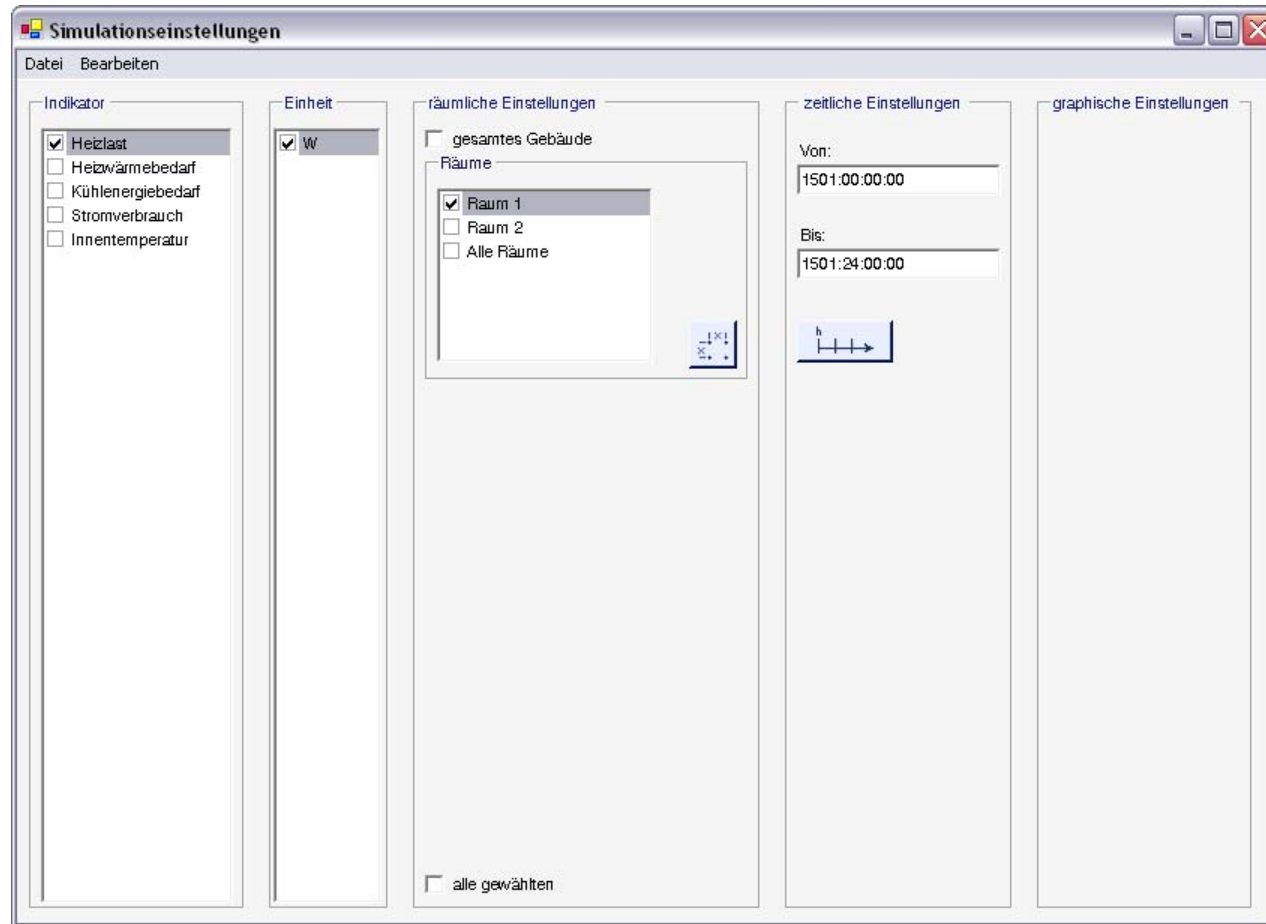 Simulationseinstellungen
Datei Bearbeiten
Indikator
Heizlast
Heizwärmebedarf
Kühlenergiebedarf
Stromverbrauch
Innentemperatur
Einheit
W
räumliche Einstellungen
gesamtes Gebäude
Räume
Raum 1
Raum 2
Alle Räume
x
x
alle gewählten
zeitliche Einstellungen
Von:
1501:00:00:00
Bis:
1501:24:00:00
h
graphische Einstellungen